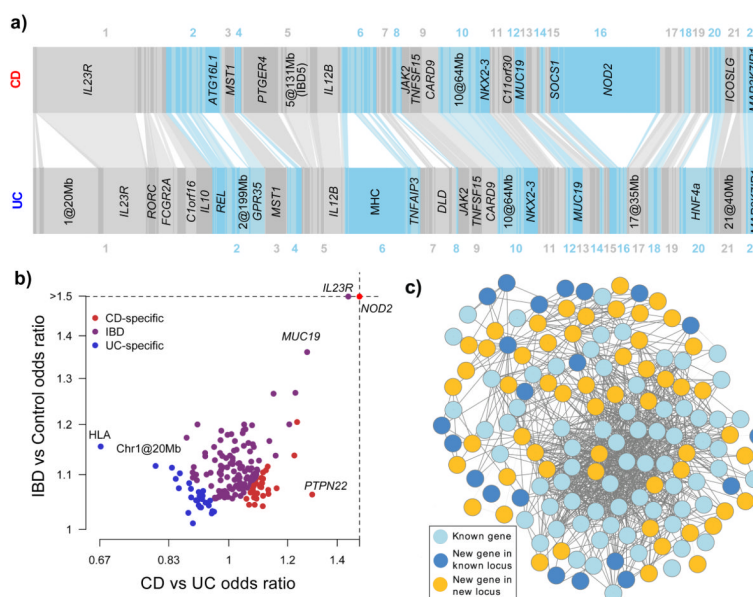 a)
1 2 3 4 5 6 7 8 9 10 11 12 13 14 15 16 17 18 19 20 21
CD
IL23R ATG16L1 MST1 PTGER4 5@131Mb (IBD5) IL12B JAK2 TNFSF15 CARD9 10@64Mb NKX2-3 C11orf30 MUC19 SOCS1 NOD2 ICOSLG
UC
1@20Mb IL23R RORC FCGR2A C1orf16 IL10 REL 2@199Mb GPR35 MST1 IL12B MHC TNFAIP3 DLD JAK2 TNFSF15 CARD9 10@64Mb NKX2-3 MUC19 17@35Mb HNF4a 21@40Mb
1 2 3 4 5 6 7 8 9 10 11 12 13 14 15 16 17 18 20 21
b)
IBD vs Control odds ratio
>1.5
1.4
1.3
1.2
1.1
1
CD-specific
IBD
UC-specific
IL23R
NOD2
MUC19
HLA
Chr1@20Mb
PTPN22
0.67 0.83 1 1.2 1.4
CD vs UC odds ratio
c)
Known gene
New gene in
known locus
New gene in
new locus